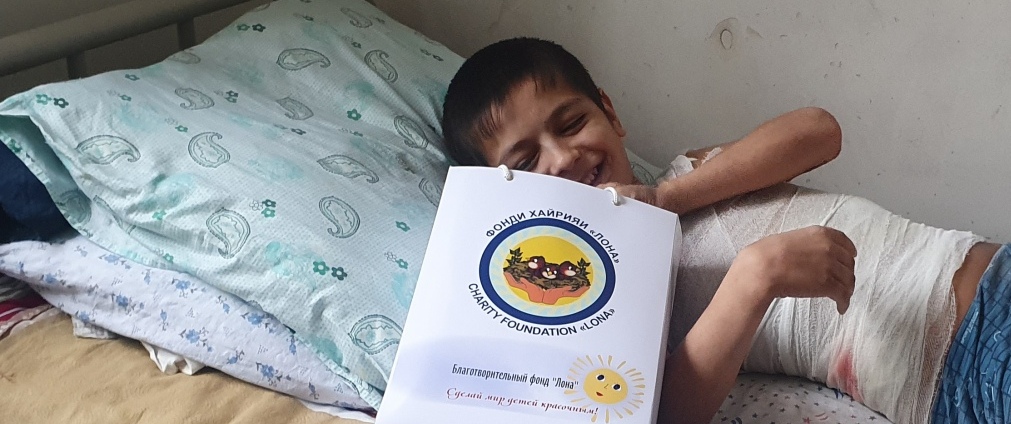 ФОНДИ ХАЙРИЯИ «ЛОНА»
CHARITY FOUNDATION «LONA»
Благотворительный фонд "Лона"
Сделай мир детей красочным!